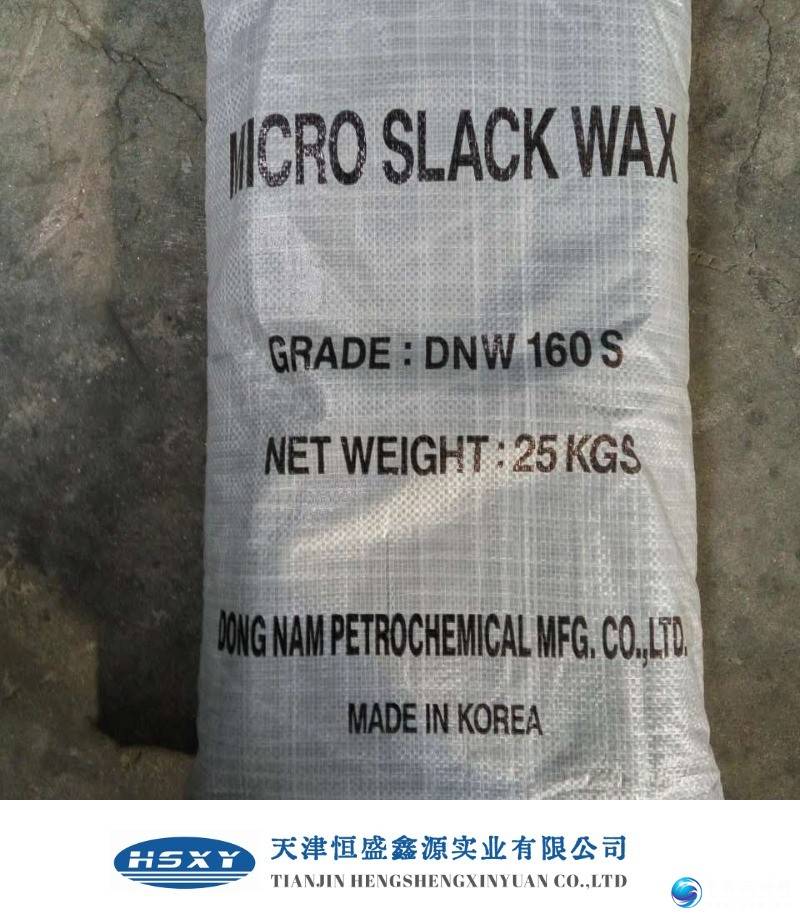 MICRO SLACK WAX
GRADE : DNW 160 S
NET WEIGHT : 25 KGS
DONG NAM PETROCHEMICAL MFG. CO.,LTD.
MADE IN KOREA
HSXY
天津恒盛鑫源实业有限公司
TIANJIN HENGSHENGXINYUAN CO.,LTD